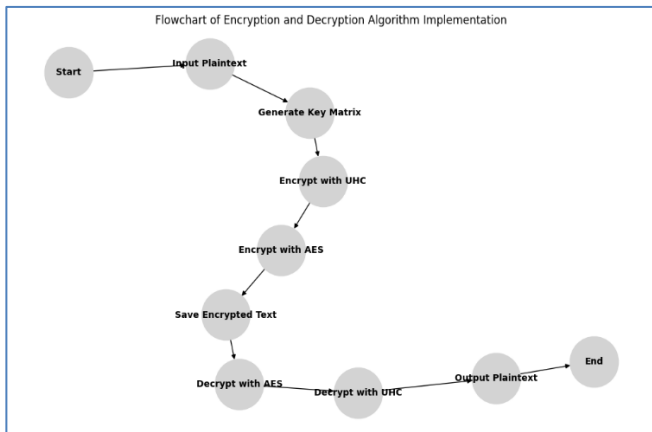 Flowchart of Encryption and Decryption Algorithm Implementation
Start
Input Plaintext
Generate Key Matrix
Encrypt with UHC
Encrypt with AES
Save Encrypted Text
Decrypt with AES
Decrypt with UHC
Output Plaintext
End